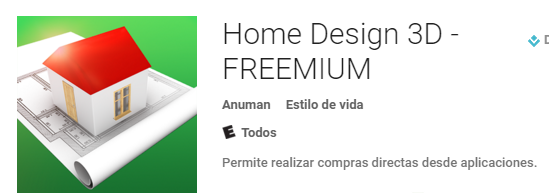 Home Design 3D -
FREEMIUM
Anuman Estilo de vida
E Todos
Permite realizar compras directas desde aplicaciones.